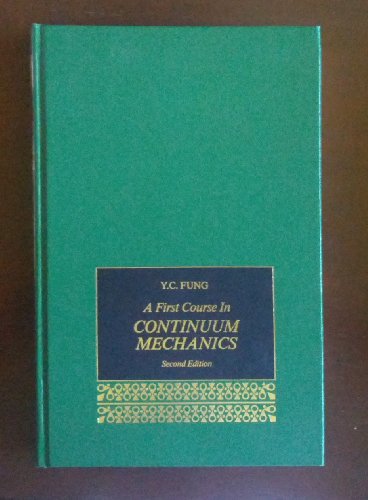 Y.C. FUNG
A First Course In
CONTINUUM
MECHANICS
Second Edition